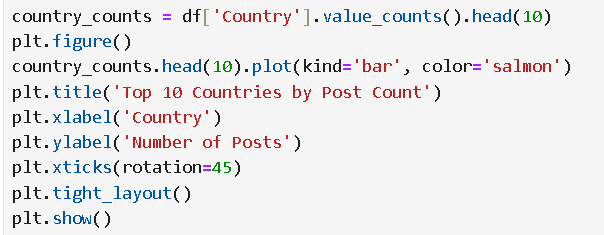 country_counts = df['Country'].value_counts().head(10)
plt.figure()
country_counts.head(10).plot(kind='bar', color='salmon')
plt.title('Top 10 Countries by Post Count')
plt.xlabel('Country')
plt.ylabel('Number of Posts')
plt.xticks(rotation=45)
plt.tight_layout()
plt.show()